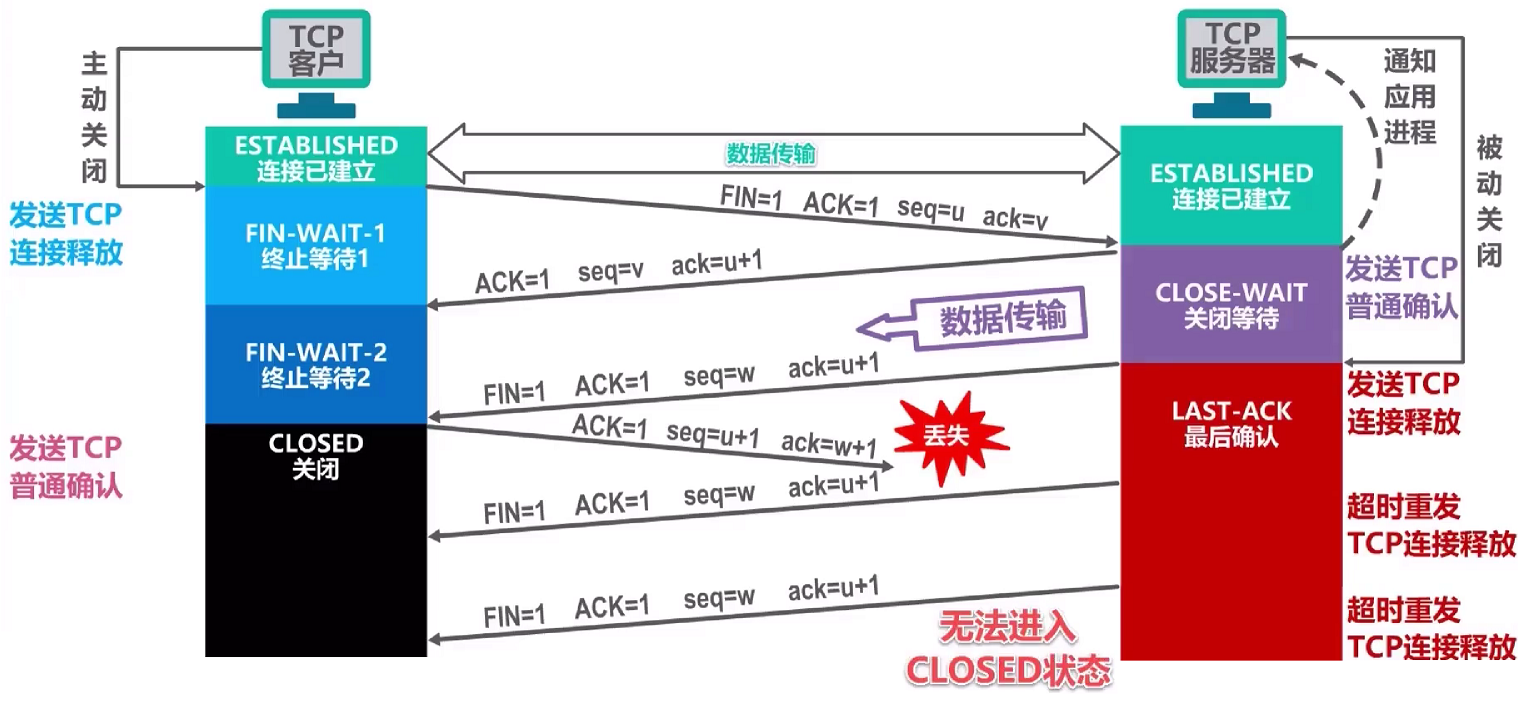 TCP
客户
TCP
服务器
主动关闭
通知
应用
进程
被动关闭
ESTABLISHED
连接已建立
数据传输
ESTABLISHED
连接已建立
FIN=1 ACK=1 seq=u ack=v
发送TCP
连接释放
FIN-WAIT-1
终止等待1
ACK=1 seq=v ack=u+1
CLOSE-WAIT
关闭等待
发送TCP
普通确认
数据传输
FIN-WAIT-2
终止等待2
FIN=1 ACK=1 seq=w ack=u+1
发送TCP
连接释放
LAST-ACK
最后确认
发送TCP
普通确认
CLOSED
关闭
ACK=1 seq=u+1 ack=w+1
丢失
FIN=1 ACK=1 seq=w ack=u+1
超时重发
TCP连接释放
FIN=1 ACK=1 seq=w ack=u+1
超时重发
TCP连接释放
无法进入
CLOSED状态